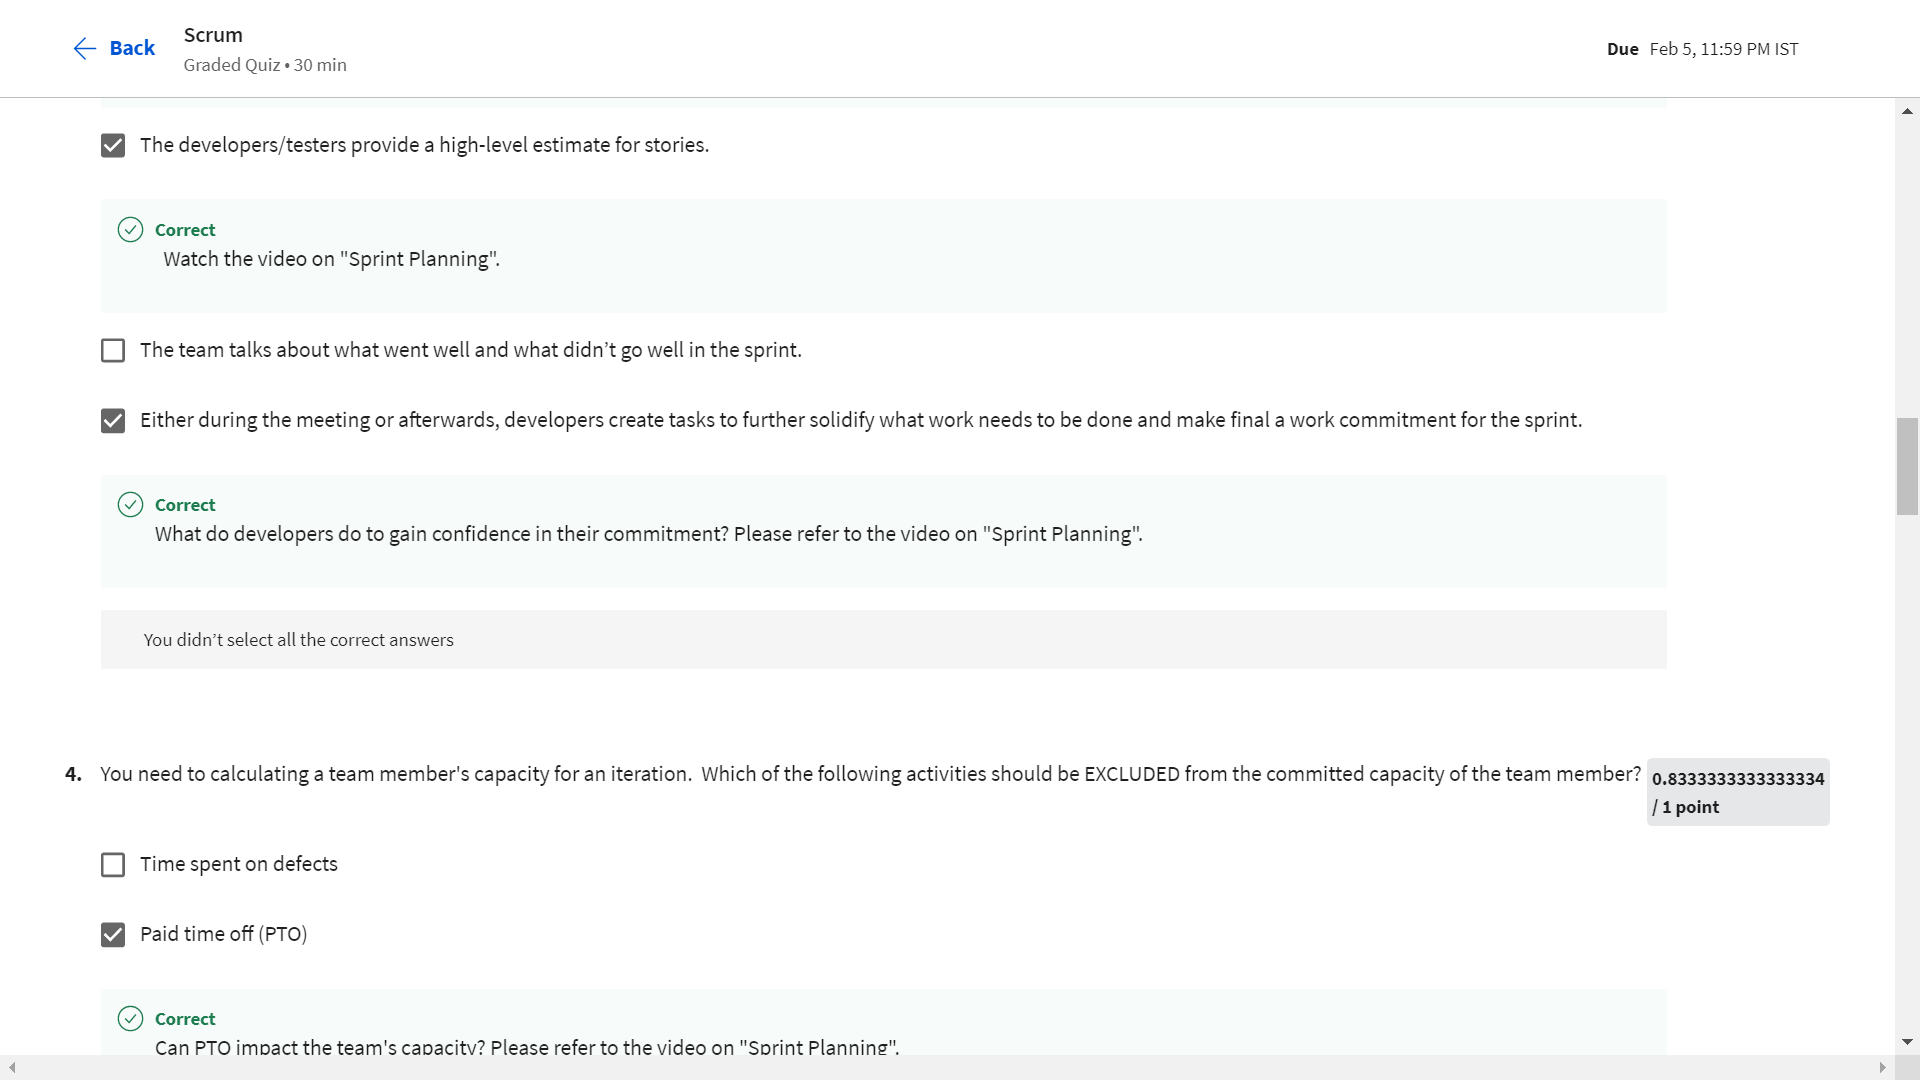 Back
Scrum
Graded Quiz • 30 min
Due Feb 5, 11:59 PM IST
The developers/testers provide a high-level estimate for stories.
Correct
Watch the video on "Sprint Planning".
The team talks about what went well and what didn’t go well in the sprint.
Either during the meeting or afterwards, developers create tasks to further solidify what work needs to be done and make final a work commitment for the sprint.
Correct
What do developers do to gain confidence in their commitment? Please refer to the video on "Sprint Planning".
You didn’t select all the correct answers
4. You need to calculating a team member's capacity for an iteration. Which of the following activities should be EXCLUDED from the committed capacity of the team member?
0.8333333333333334
/ 1 point
Time spent on defects
Paid time off (PTO)
Correct
Can PTO impact the team's capacity? Please refer to the video on "Sprint Planning".